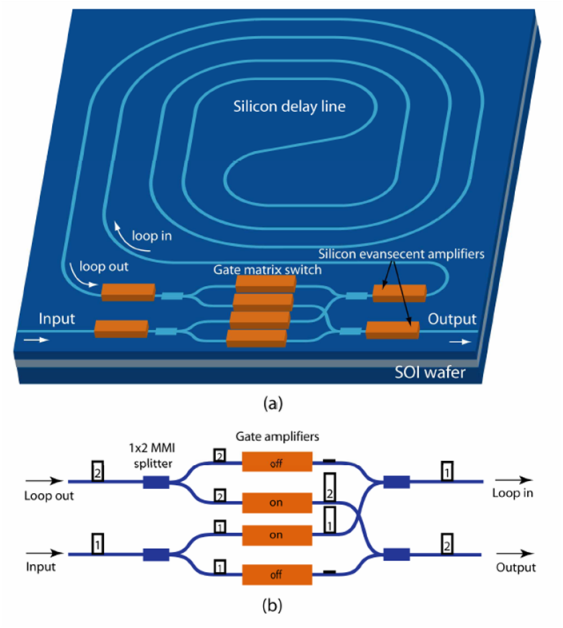 Silicon delay line
loop in
Silicon evansecent amplifiers
loop out
Gate matrix switch
Input
Output
SOI wafer
(a)
Gate amplifiers
1x2 MMI
splitter
2
2
off
1
Loop out
Loop in
2
on
2
1
on
1
1
2
Input
1
off
Output
(b)